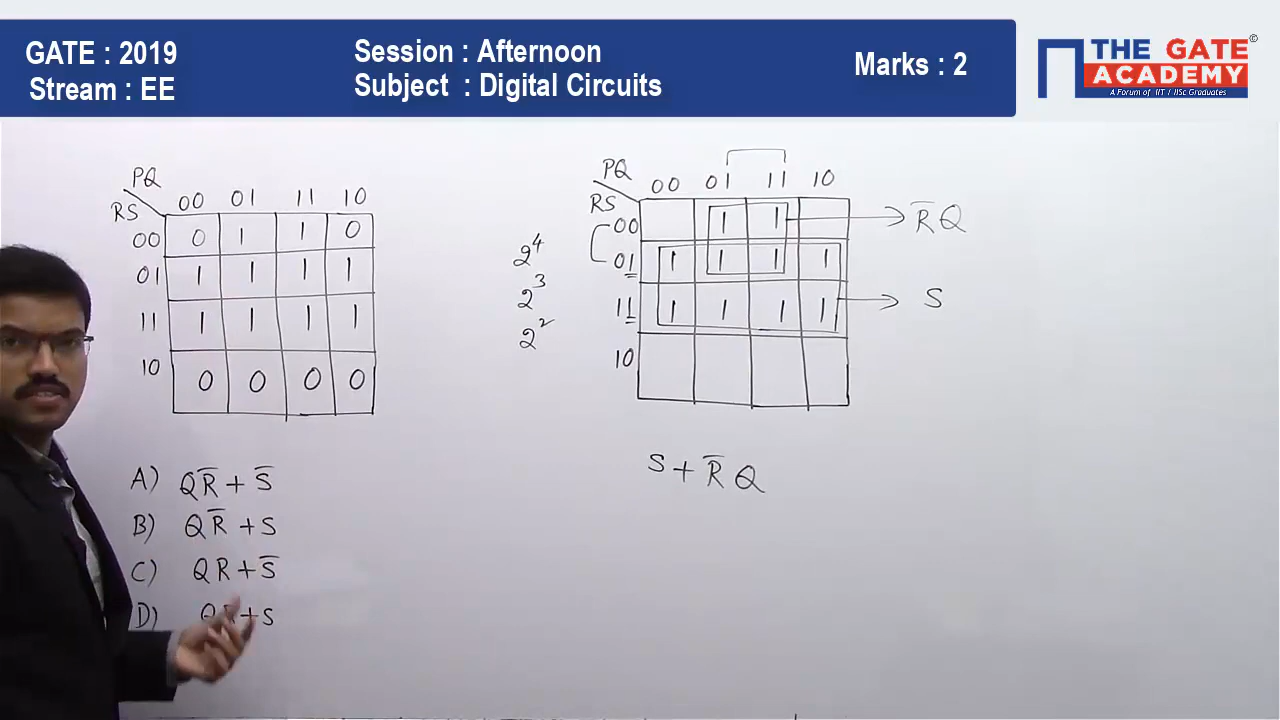 GATE : 2019
Stream : EE
Session : Afternoon
Subject : Digital Circuits
Marks : 2
THE GATE
ACADEMY
©
A Forum of IIT / IISc Graduates
PQ
00 01 11 10
RS
00 0 1 1 0
01 1 1 1 1
11 1 1 1 1
10 0 0 0 0
A) QR̅ + S̅
B) QR̅ + S
C) QR + S̅
D) QR + S
2⁴
2³
2²
PQ
00 01 11 10
RS
00 1 1
01 1 1 1 1
11 1 1 1 1
10
→ R̅Q
→ S
S + R̅Q